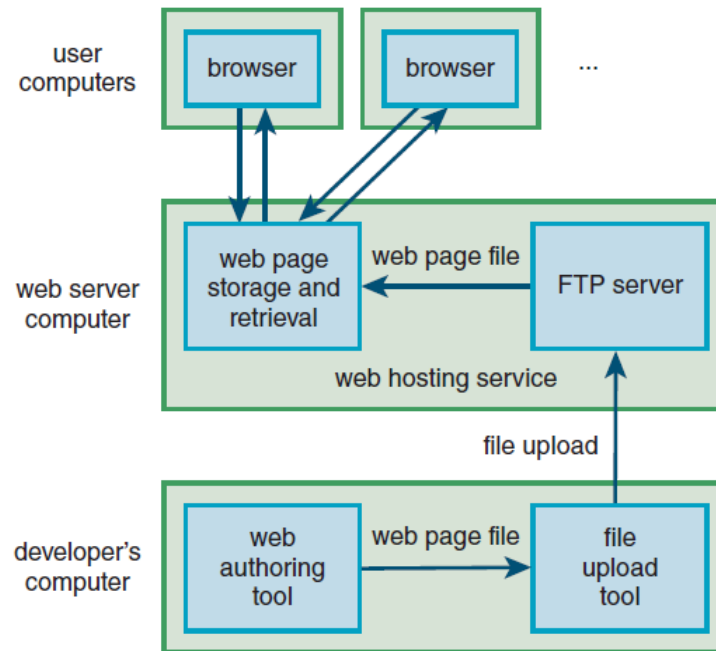 user
computers
browser
browser
...
web server
computer
web page
storage and
retrieval
web page file
FTP server
web hosting service
file upload
developer's
computer
web
authoring
tool
web page file
file
upload
tool